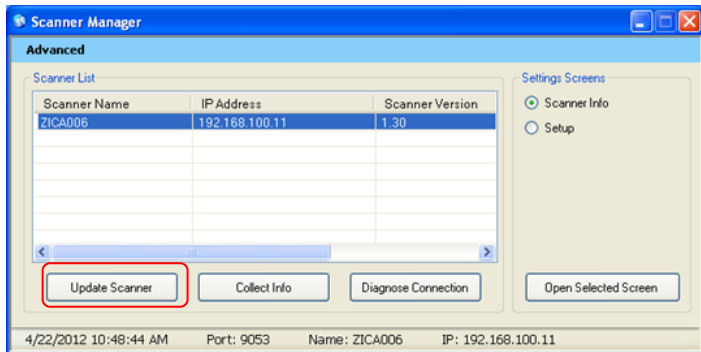 Scanner Manager
Advanced
Scanner List
Scanner Name IP Address Scanner Version
ZICA006 192.168.100.11 1.30
Update Scanner Collect Info Diagnose Connection
Settings Screens
Scanner Info
Setup
Open Selected Screen
4/22/2012 10:48:44 AM Port: 9053 Name: ZICA006 IP: 192.168.100.11